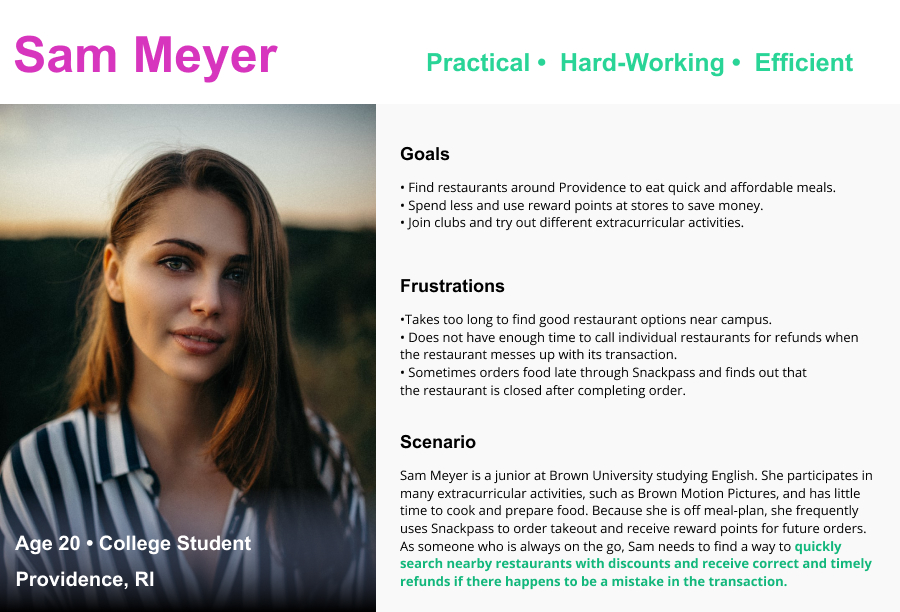 Sam Meyer
Practical • Hard-Working • Efficient
Goals
• Find restaurants around Providence to eat quick and affordable meals.
• Spend less and use reward points at stores to save money.
• Join clubs and try out different extracurricular activities.
Frustrations
•Takes too long to find good restaurant options near campus.
• Does not have enough time to call individual restaurants for refunds when
the restaurant messes up with its transaction.
• Sometimes orders food late through Snackpass and finds out that
the restaurant is closed after completing order.
Scenario
Sam Meyer is a junior at Brown University studying English. She participates in
many extracurricular activities, such as Brown Motion Pictures, and has little
time to cook and prepare food. Because she is off meal-plan, she frequently
uses Snackpass to order takeout and receive reward points for future orders.
As someone who is always on the go, Sam needs to find a way to quickly
search nearby restaurants with discounts and receive correct and timely
refunds if there happens to be a mistake in the transaction.
Age 20 • College Student
Providence, RI